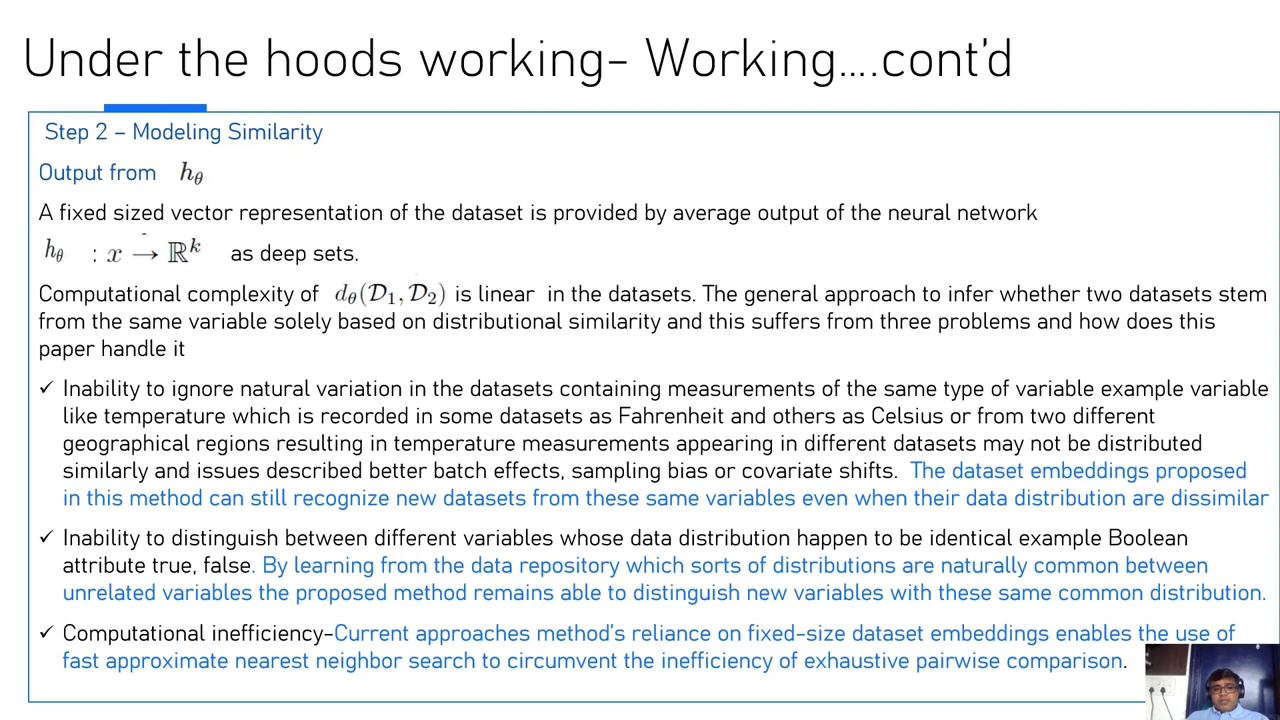 Under the hoods working– Working....cont'd
Step 2 – Modeling Similarity
Output from hθ
A fixed sized vector representation of the dataset is provided by average output of the neural network
hθ : x → ℝᵏ as deep sets.
Computational complexity of dθ(𝒟₁, 𝒟₂) is linear in the datasets. The general approach to infer whether two datasets stem
from the same variable solely based on distributional similarity and this suffers from three problems and how does this
paper handle it
✓ Inability to ignore natural variation in the datasets containing measurements of the same type of variable example variable
like temperature which is recorded in some datasets as Fahrenheit and others as Celsius or from two different
geographical regions resulting in temperature measurements appearing in different datasets may not be distributed
similarly and issues described better batch effects, sampling bias or covariate shifts. The dataset embeddings proposed
in this method can still recognize new datasets from these same variables even when their data distribution are dissimilar
✓ Inability to distinguish between different variables whose data distribution happen to be identical example Boolean
attribute true, false. By learning from the data repository which sorts of distributions are naturally common between
unrelated variables the proposed method remains able to distinguish new variables with these same common distribution.
✓ Computational inefficiency–Current approaches method's reliance on fixed-size dataset embeddings enables the use of
fast approximate nearest neighbor search to circumvent the inefficiency of exhaustive pairwise comparison.